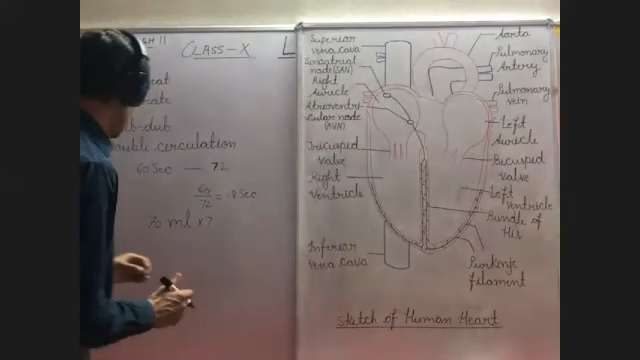 CLASS-X
L
eat
ate
b-dub
ouble circulation
60 Sec — 72
60/72 = .8 Sec
70 ml x 7
Superior
vena cava
Sinoatrial
node (SAN)
Right
Auricle
Atrioventri
cular node
(AVN)
Tricuspid
Valve
Right
Ventricle
Inferior
vena cava
Aorta
Pulmonary
Artery
Pulmonary
vein
Left
Auricle
Bicuspid
Valve
Left
Ventricle
Bundle of
His
Purkenje
filament
Sketch of Human Heart